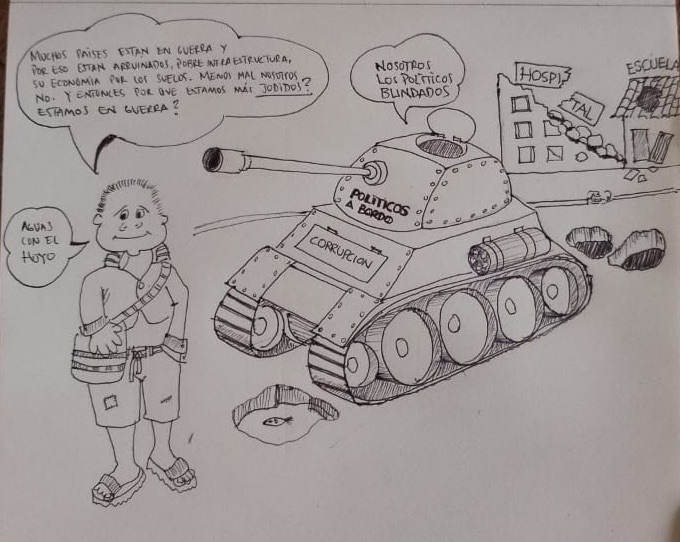 MUCHOS PAISES ESTAN EN GUERRA Y
POR ESO ESTAN ARRUINADOS, POBRE INFRAESTRUCTURA,
SU ECONOMIA POR LOS SUELOS. MENOS MAL NOSOTROS
NO. Y ENTONCES POR QUE ESTAMOS MÁS JODIDOS?
ESTAMOS EN GUERRA?
NOSOTROS
LOS POLÍTICOS
BLINDADOS
HOSPI
TAL
ESCUELA
AGUAS
CON EL
HOYO
POLÍTICOS
A BORDO
CORRUPCION